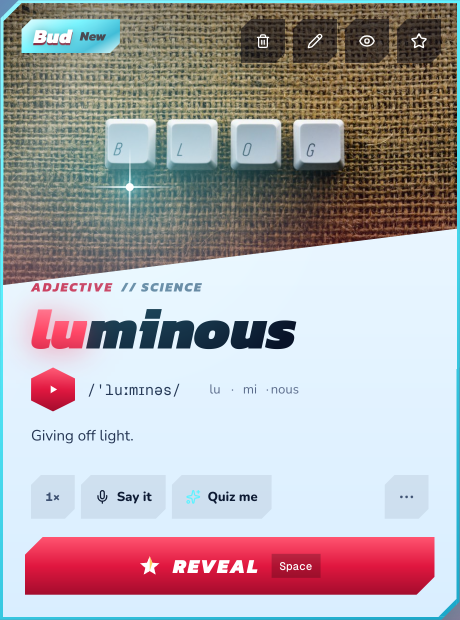 Bud New
B L O G
ADJECTIVE // SCIENCE
luminous
/ˈluːmɪnəs/ lu · mi · nous
Giving off light.
1× Say it Quiz me ...
REVEAL Space